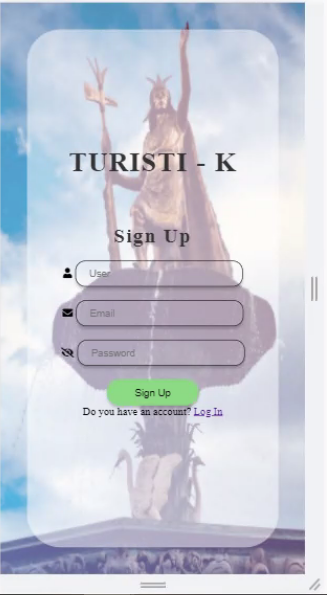 TURISTI - K
Sign Up
User
Email
Password
Sign Up
Do you have an account? Log In